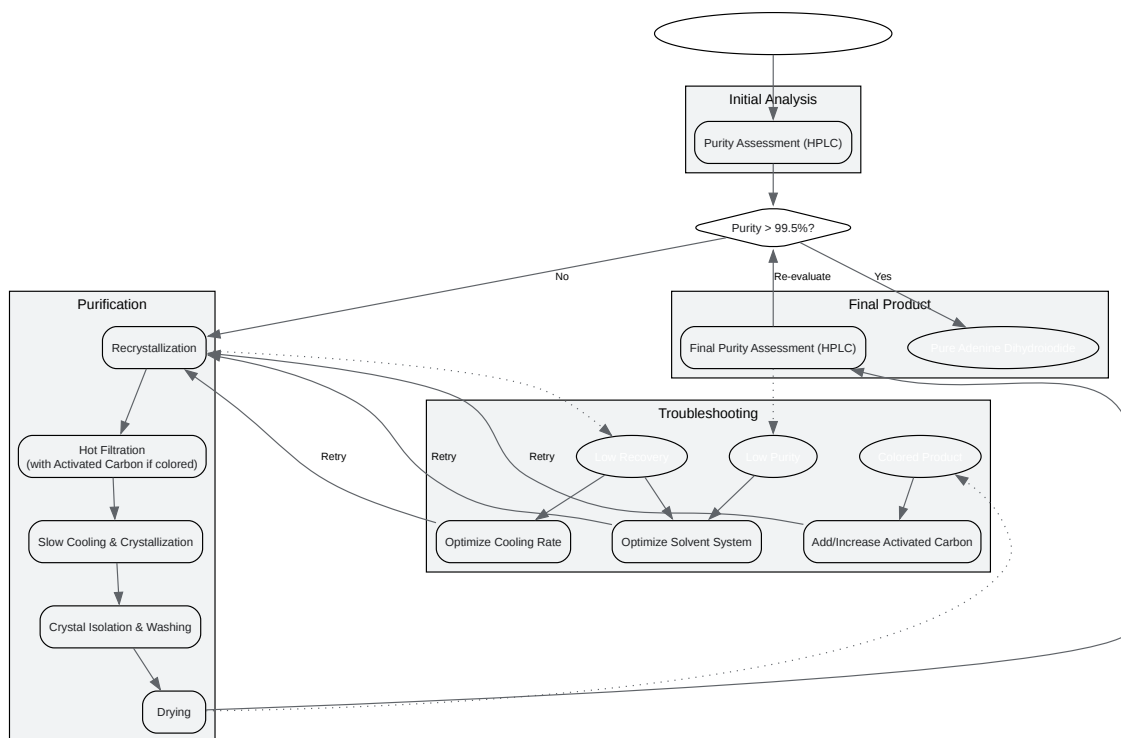 Initial Analysis
Purity Assessment (HPLC)
Purity > 99.5%?
No
Re-evaluate
Yes
Purification
Final Product
Recrystallization
Final Purity Assessment (HPLC)
Pure Adenine Dihydroiodide
Troubleshooting
Hot Filtration
(with Activated Carbon if colored)
Retry
Retry
Retry
Low Recovery
Low Purity
Colored Product
Slow Cooling & Crystallization
Optimize Cooling Rate
Optimize Solvent System
Add/Increase Activated Carbon
Crystal Isolation & Washing
Drying